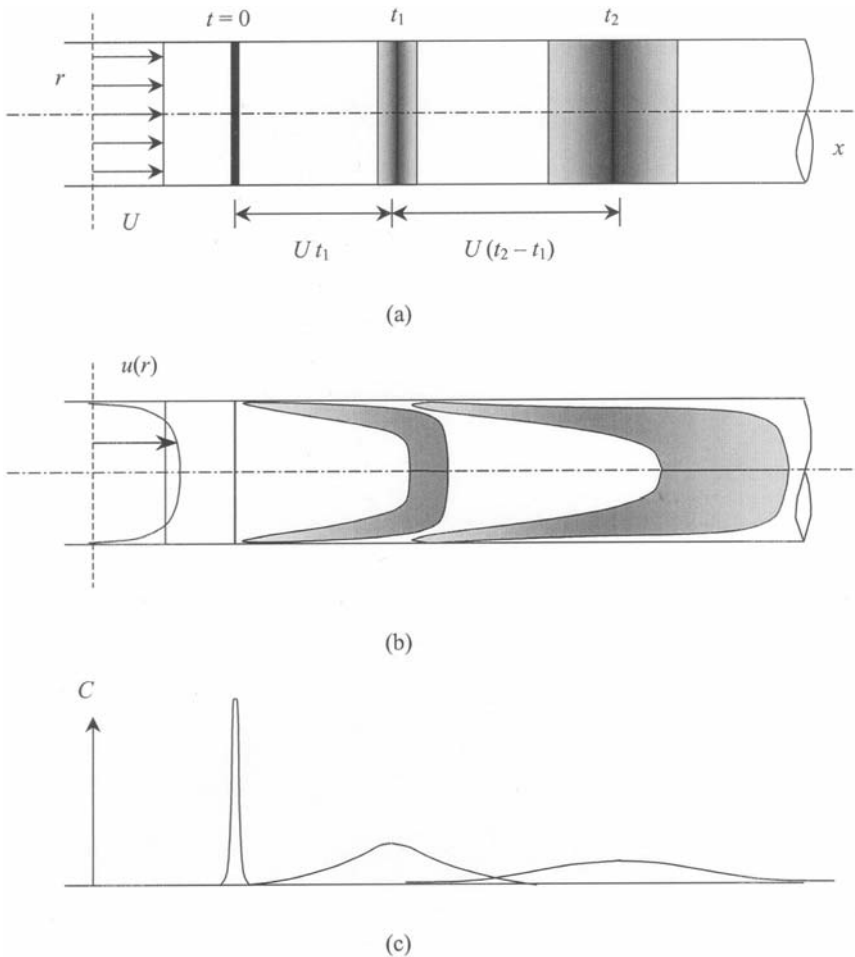 t = 0
t₁
t₂
r
x
U
U t₁
U (t₂ − t₁)
(a)
u(r)
(b)
C
(c)